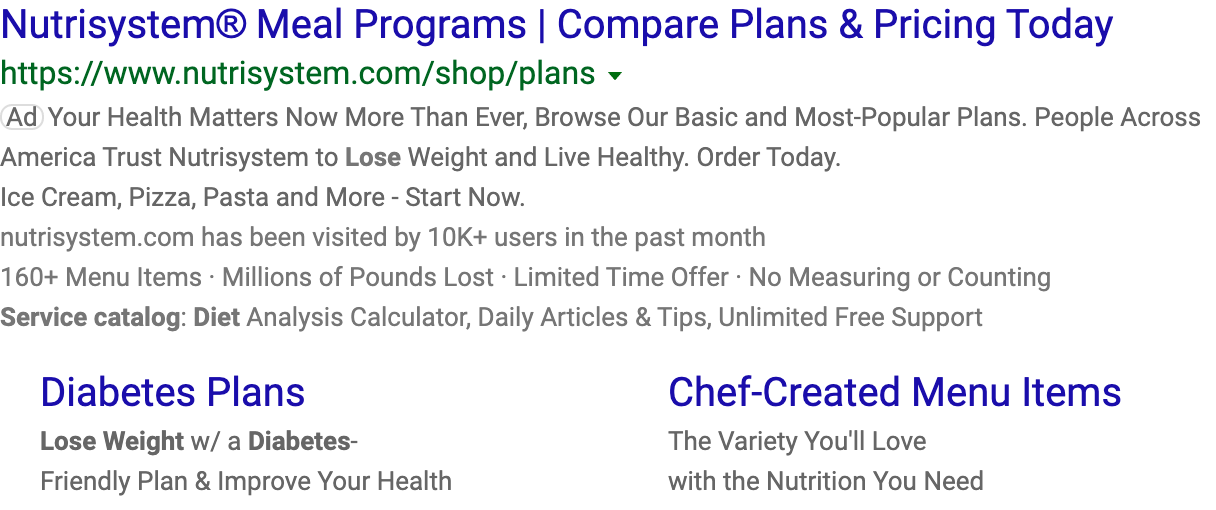 Nutrisystem® Meal Programs | Compare Plans & Pricing Today
https://www.nutrisystem.com/shop/plans
Ad Your Health Matters Now More Than Ever, Browse Our Basic and Most-Popular Plans. People Across
America Trust Nutrisystem to Lose Weight and Live Healthy. Order Today.
Ice Cream, Pizza, Pasta and More - Start Now.
nutrisystem.com has been visited by 10K+ users in the past month
160+ Menu Items · Millions of Pounds Lost · Limited Time Offer · No Measuring or Counting
Service catalog: Diet Analysis Calculator, Daily Articles & Tips, Unlimited Free Support
Diabetes Plans
Lose Weight w/ a Diabetes-
Friendly Plan & Improve Your Health
Chef-Created Menu Items
The Variety You'll Love
with the Nutrition You Need